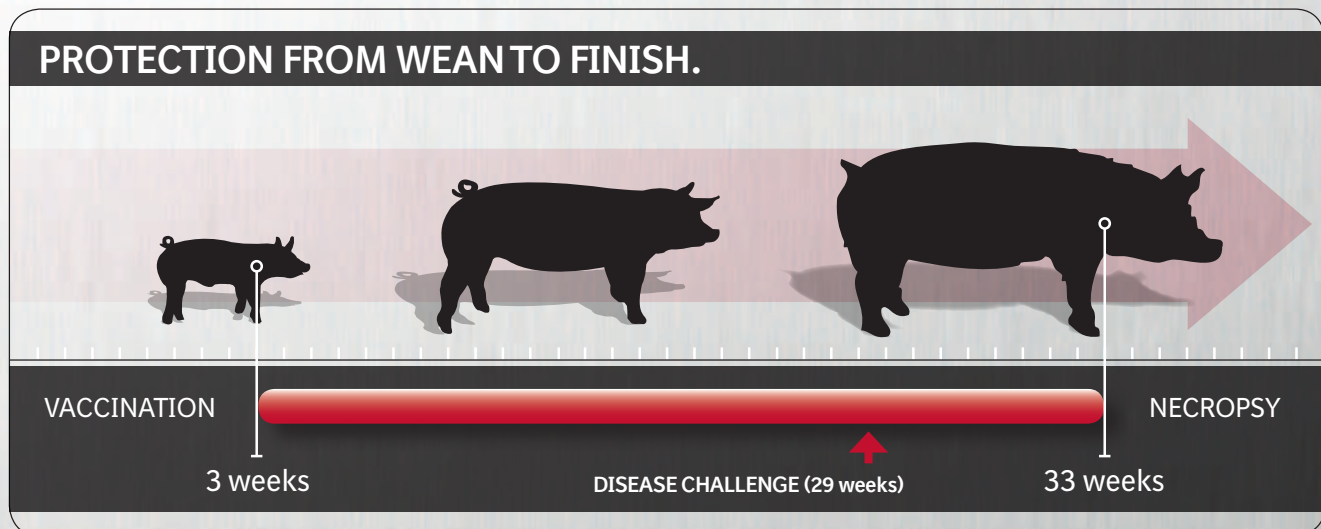 PROTECTION FROM WEAN TO FINISH.
VACCINATION
NECROPSY
3 weeks
DISEASE CHALLENGE (29 weeks)
33 weeks